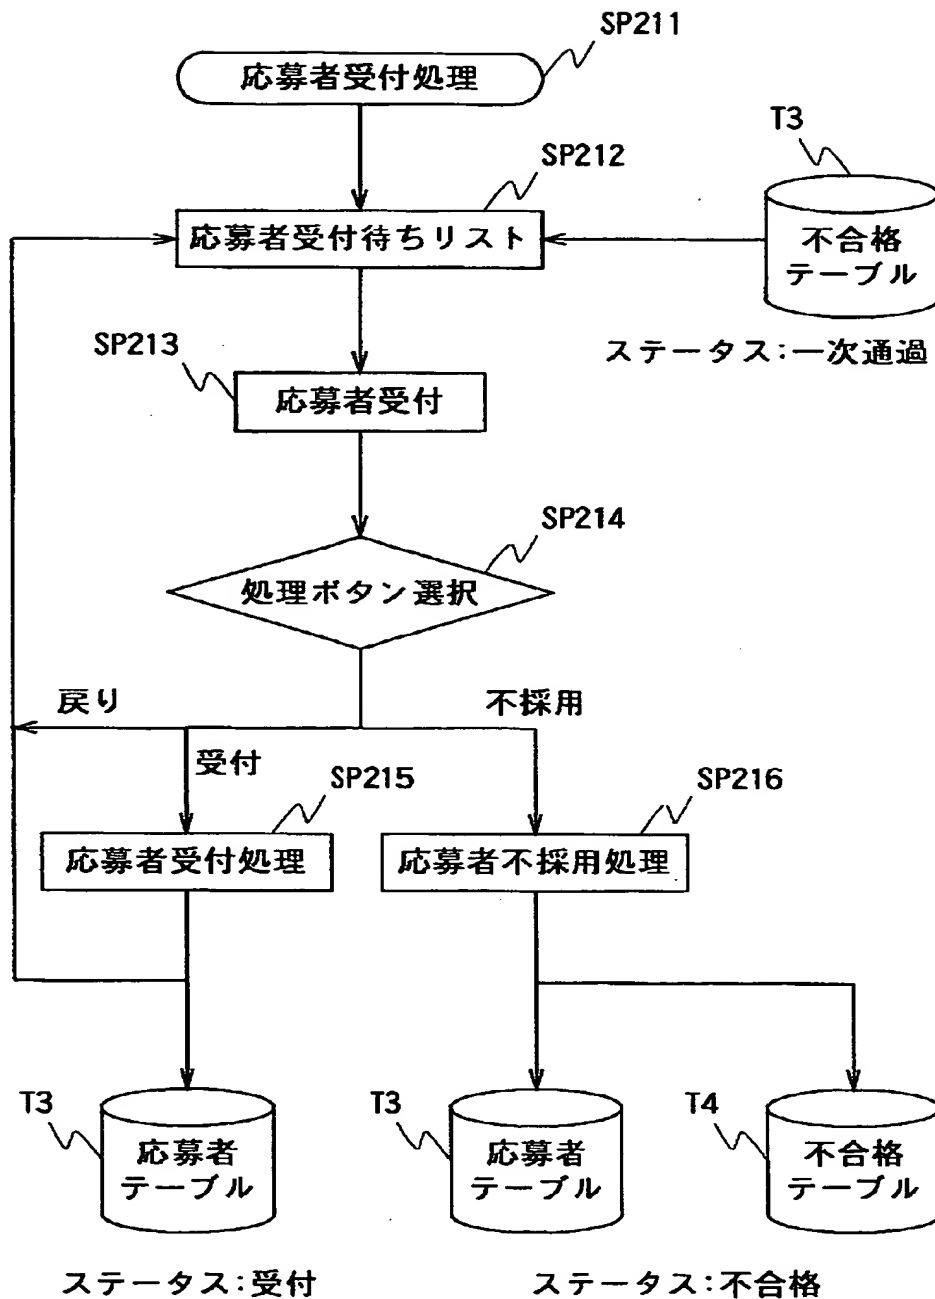 SP211
応募者受付処理
T3
SP212
応募者受付待ちリスト
不合格
テーブル
SP213
ステータス:一次通過
応募者受付
SP214
処理ボタン選択
戻り
不採用
受付
SP215
SP216
応募者受付処理
応募者不採用処理
T3
応募者
テーブル
T3
応募者
テーブル
T4
不合格
テーブル
ステータス:受付
ステータス:不合格